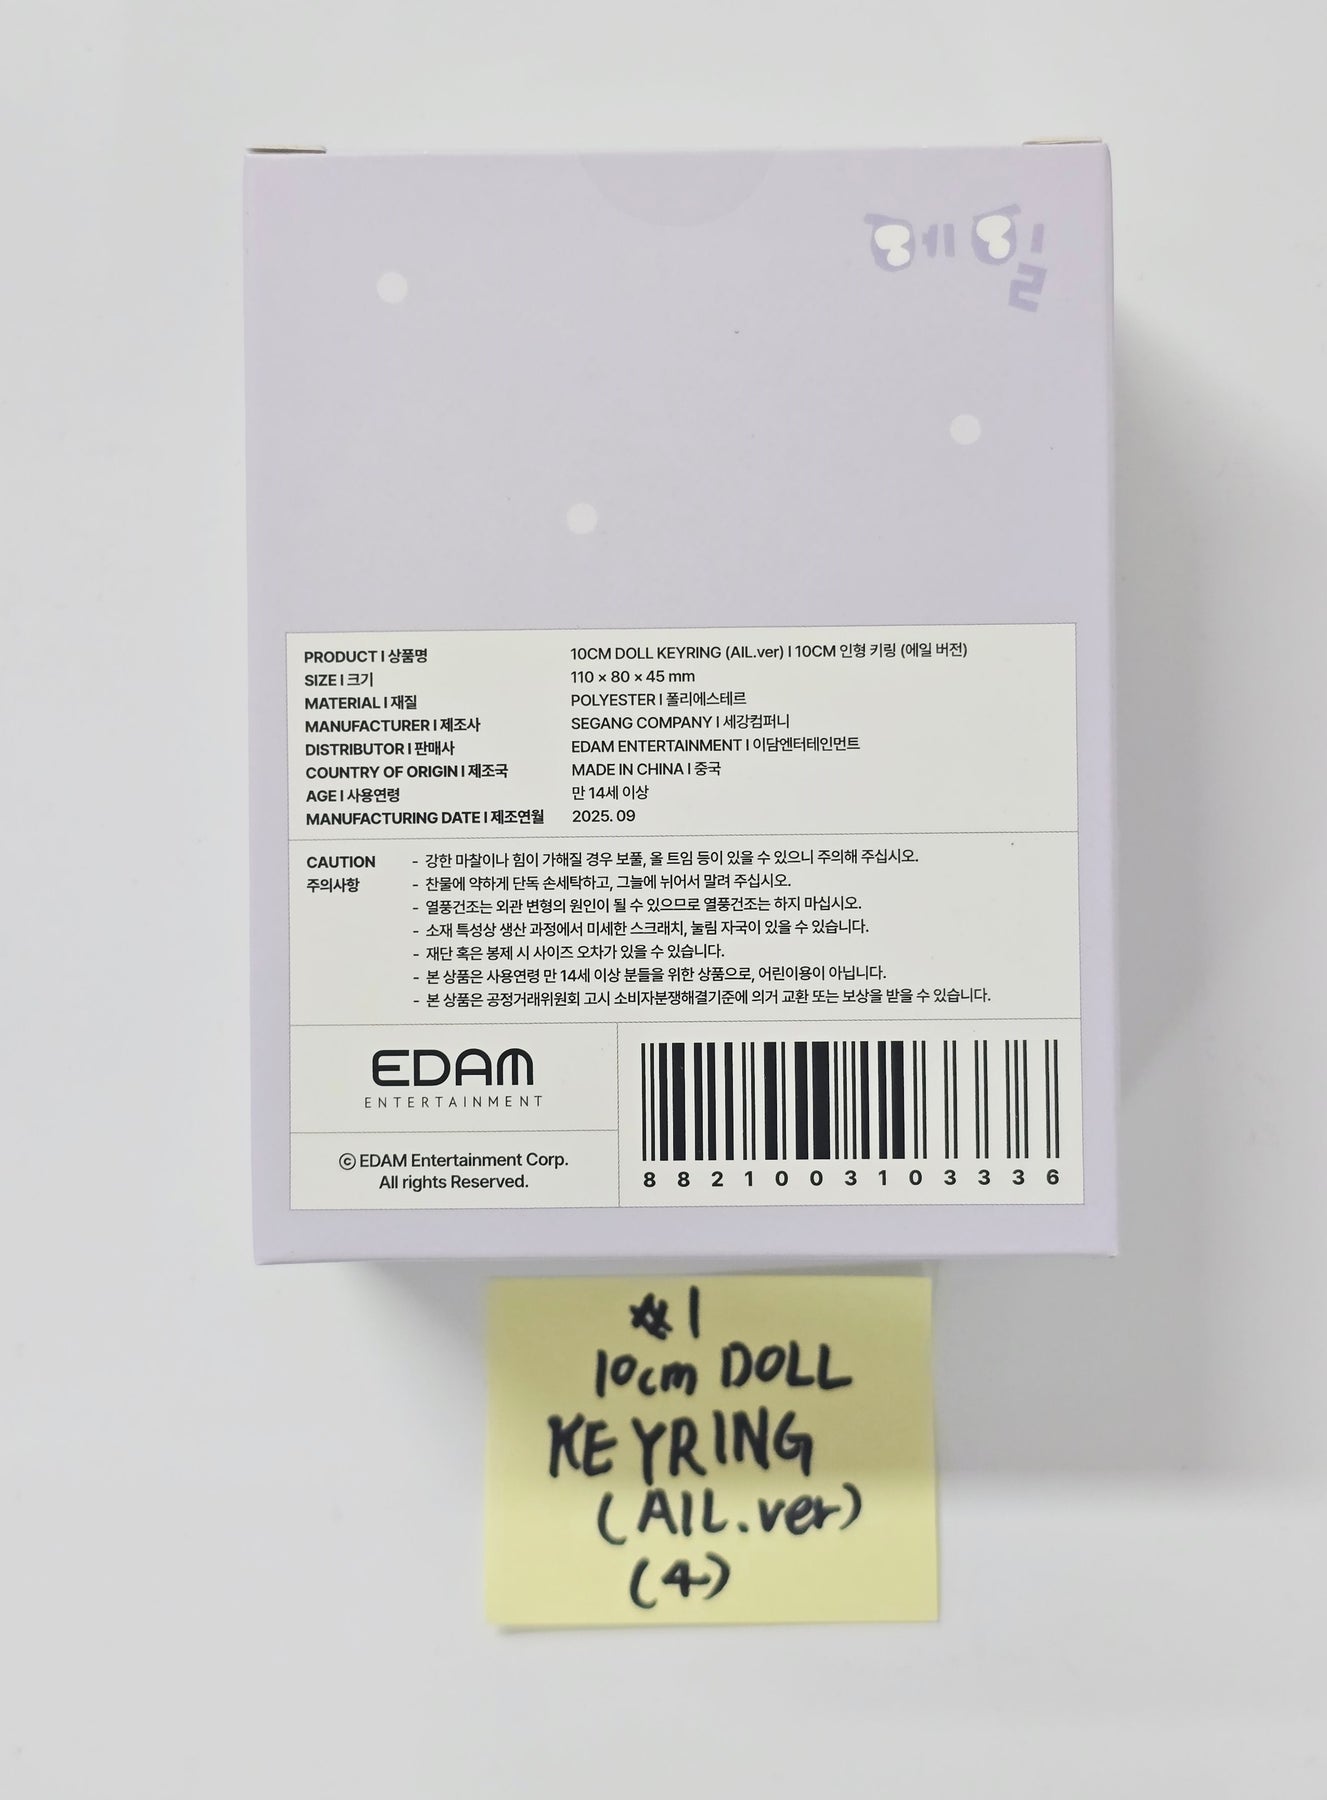 에일
PRODUCT I 상품명 10CM DOLL KEYRING (AIL.ver) I 10CM 인형 키링 (에일 버전)
SIZE I 크기 110 × 80 × 45 mm
MATERIAL I 재질 POLYESTER I 폴리에스테르
MANUFACTURER I 제조사 SEGANG COMPANY I 세강컴퍼니
DISTRIBUTOR I 판매사 EDAM ENTERTAINMENT I 이담엔터테인먼트
COUNTRY OF ORIGIN I 제조국 MADE IN CHINA I 중국
AGE I 사용연령 만 14세 이상
MANUFACTURING DATE I 제조연월 2025. 09
CAUTION - 강한 마찰이나 힘이 가해질 경우 보풀, 올 트임 등이 있을 수 있으니 주의해 주십시오.
주의사항 - 찬물에 약하게 단독 손세탁하고, 그늘에 뉘어서 말려 주십시오.
- 열풍건조는 외관 변형의 원인이 될 수 있으므로 열풍건조는 하지 마십시오.
- 소재 특성상 생산 과정에서 미세한 스크래치, 눌림 자국이 있을 수 있습니다.
- 재단 혹은 봉제 시 사이즈 오차가 있을 수 있습니다.
- 본 상품은 사용연령 만 14세 이상 분들을 위한 상품으로, 어린이용이 아닙니다.
- 본 상품은 공정거래위원회 고시 소비자분쟁해결기준에 의거 교환 또는 보상을 받을 수 있습니다.
EDAM
ENTERTAINMENT
ⓒ EDAM Entertainment Corp.
All rights Reserved.
8821003103336
#1
10cm DOLL
KEYRING
(AIL.ver)
(4)